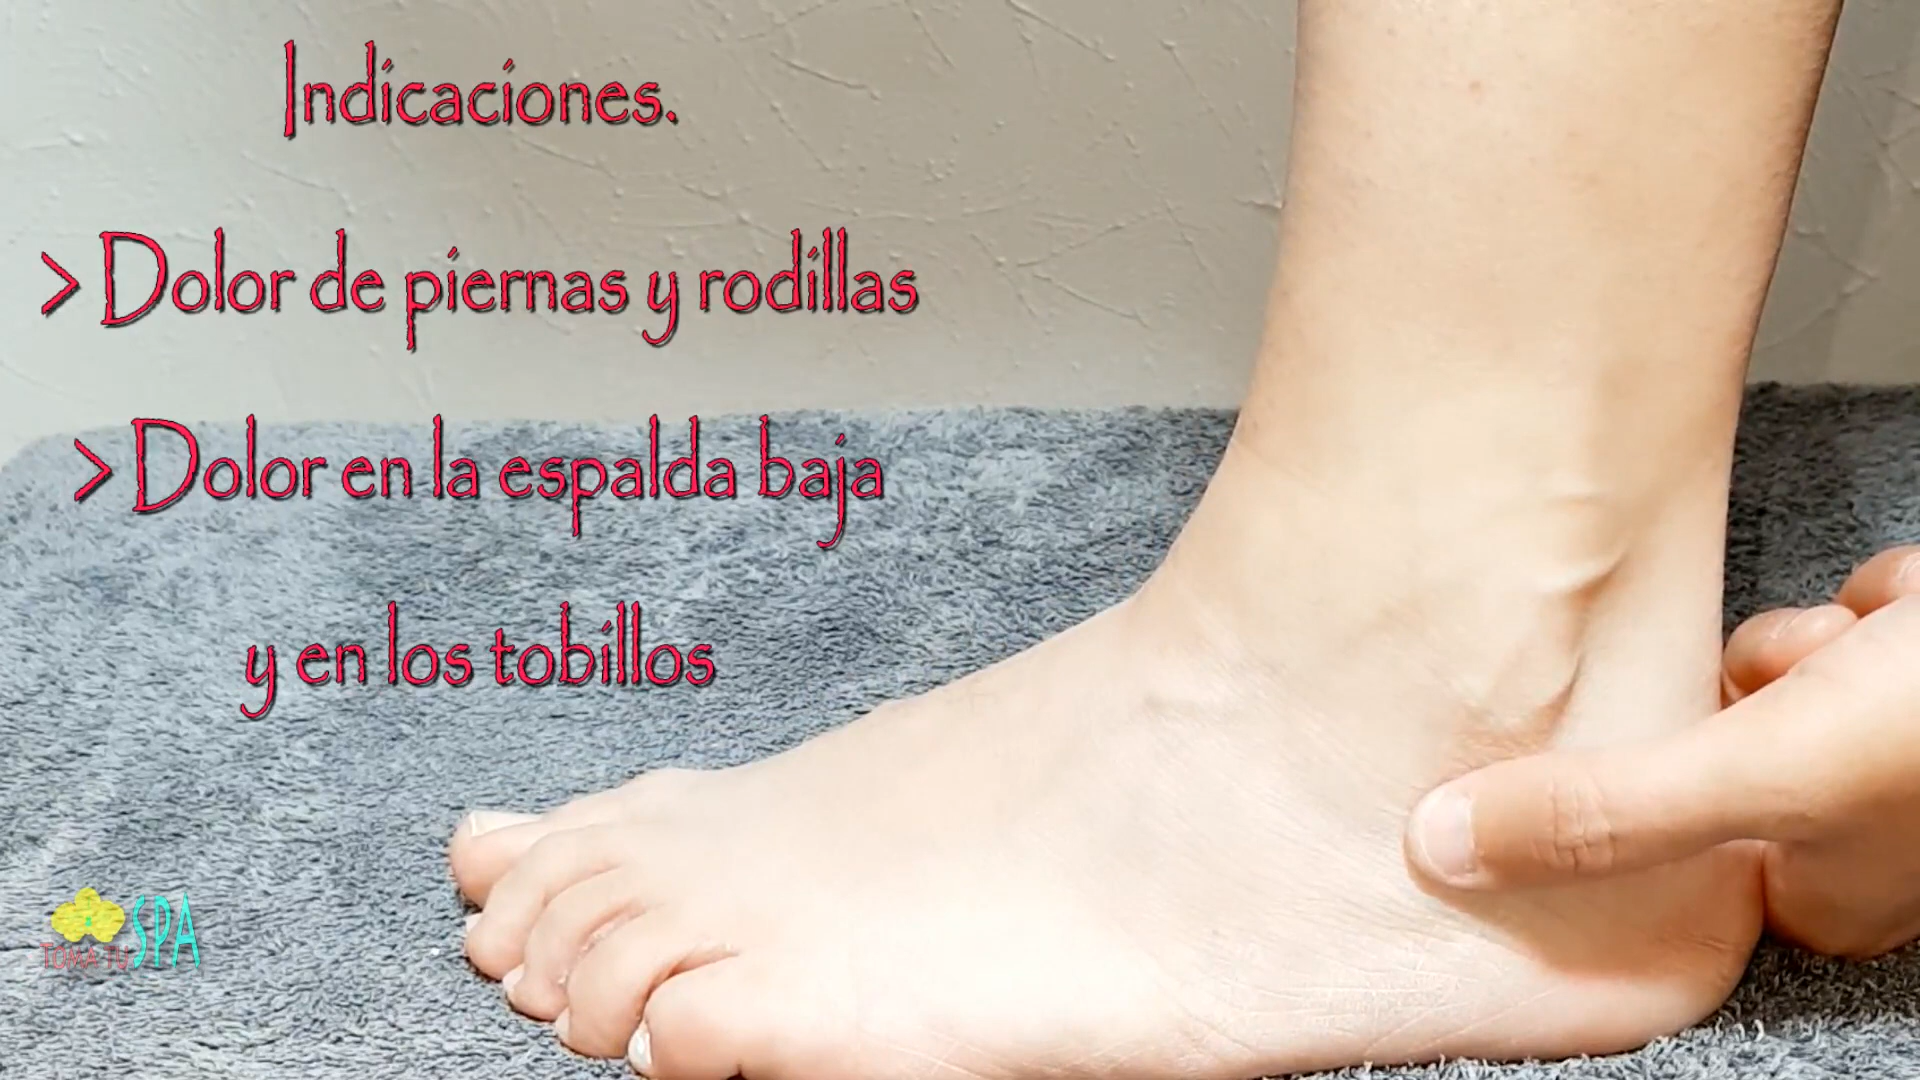 Indicaciones.
> Dolor de piernas y rodillas
> Dolor en la espalda baja
y en los tobillos
TOMA TU SPA